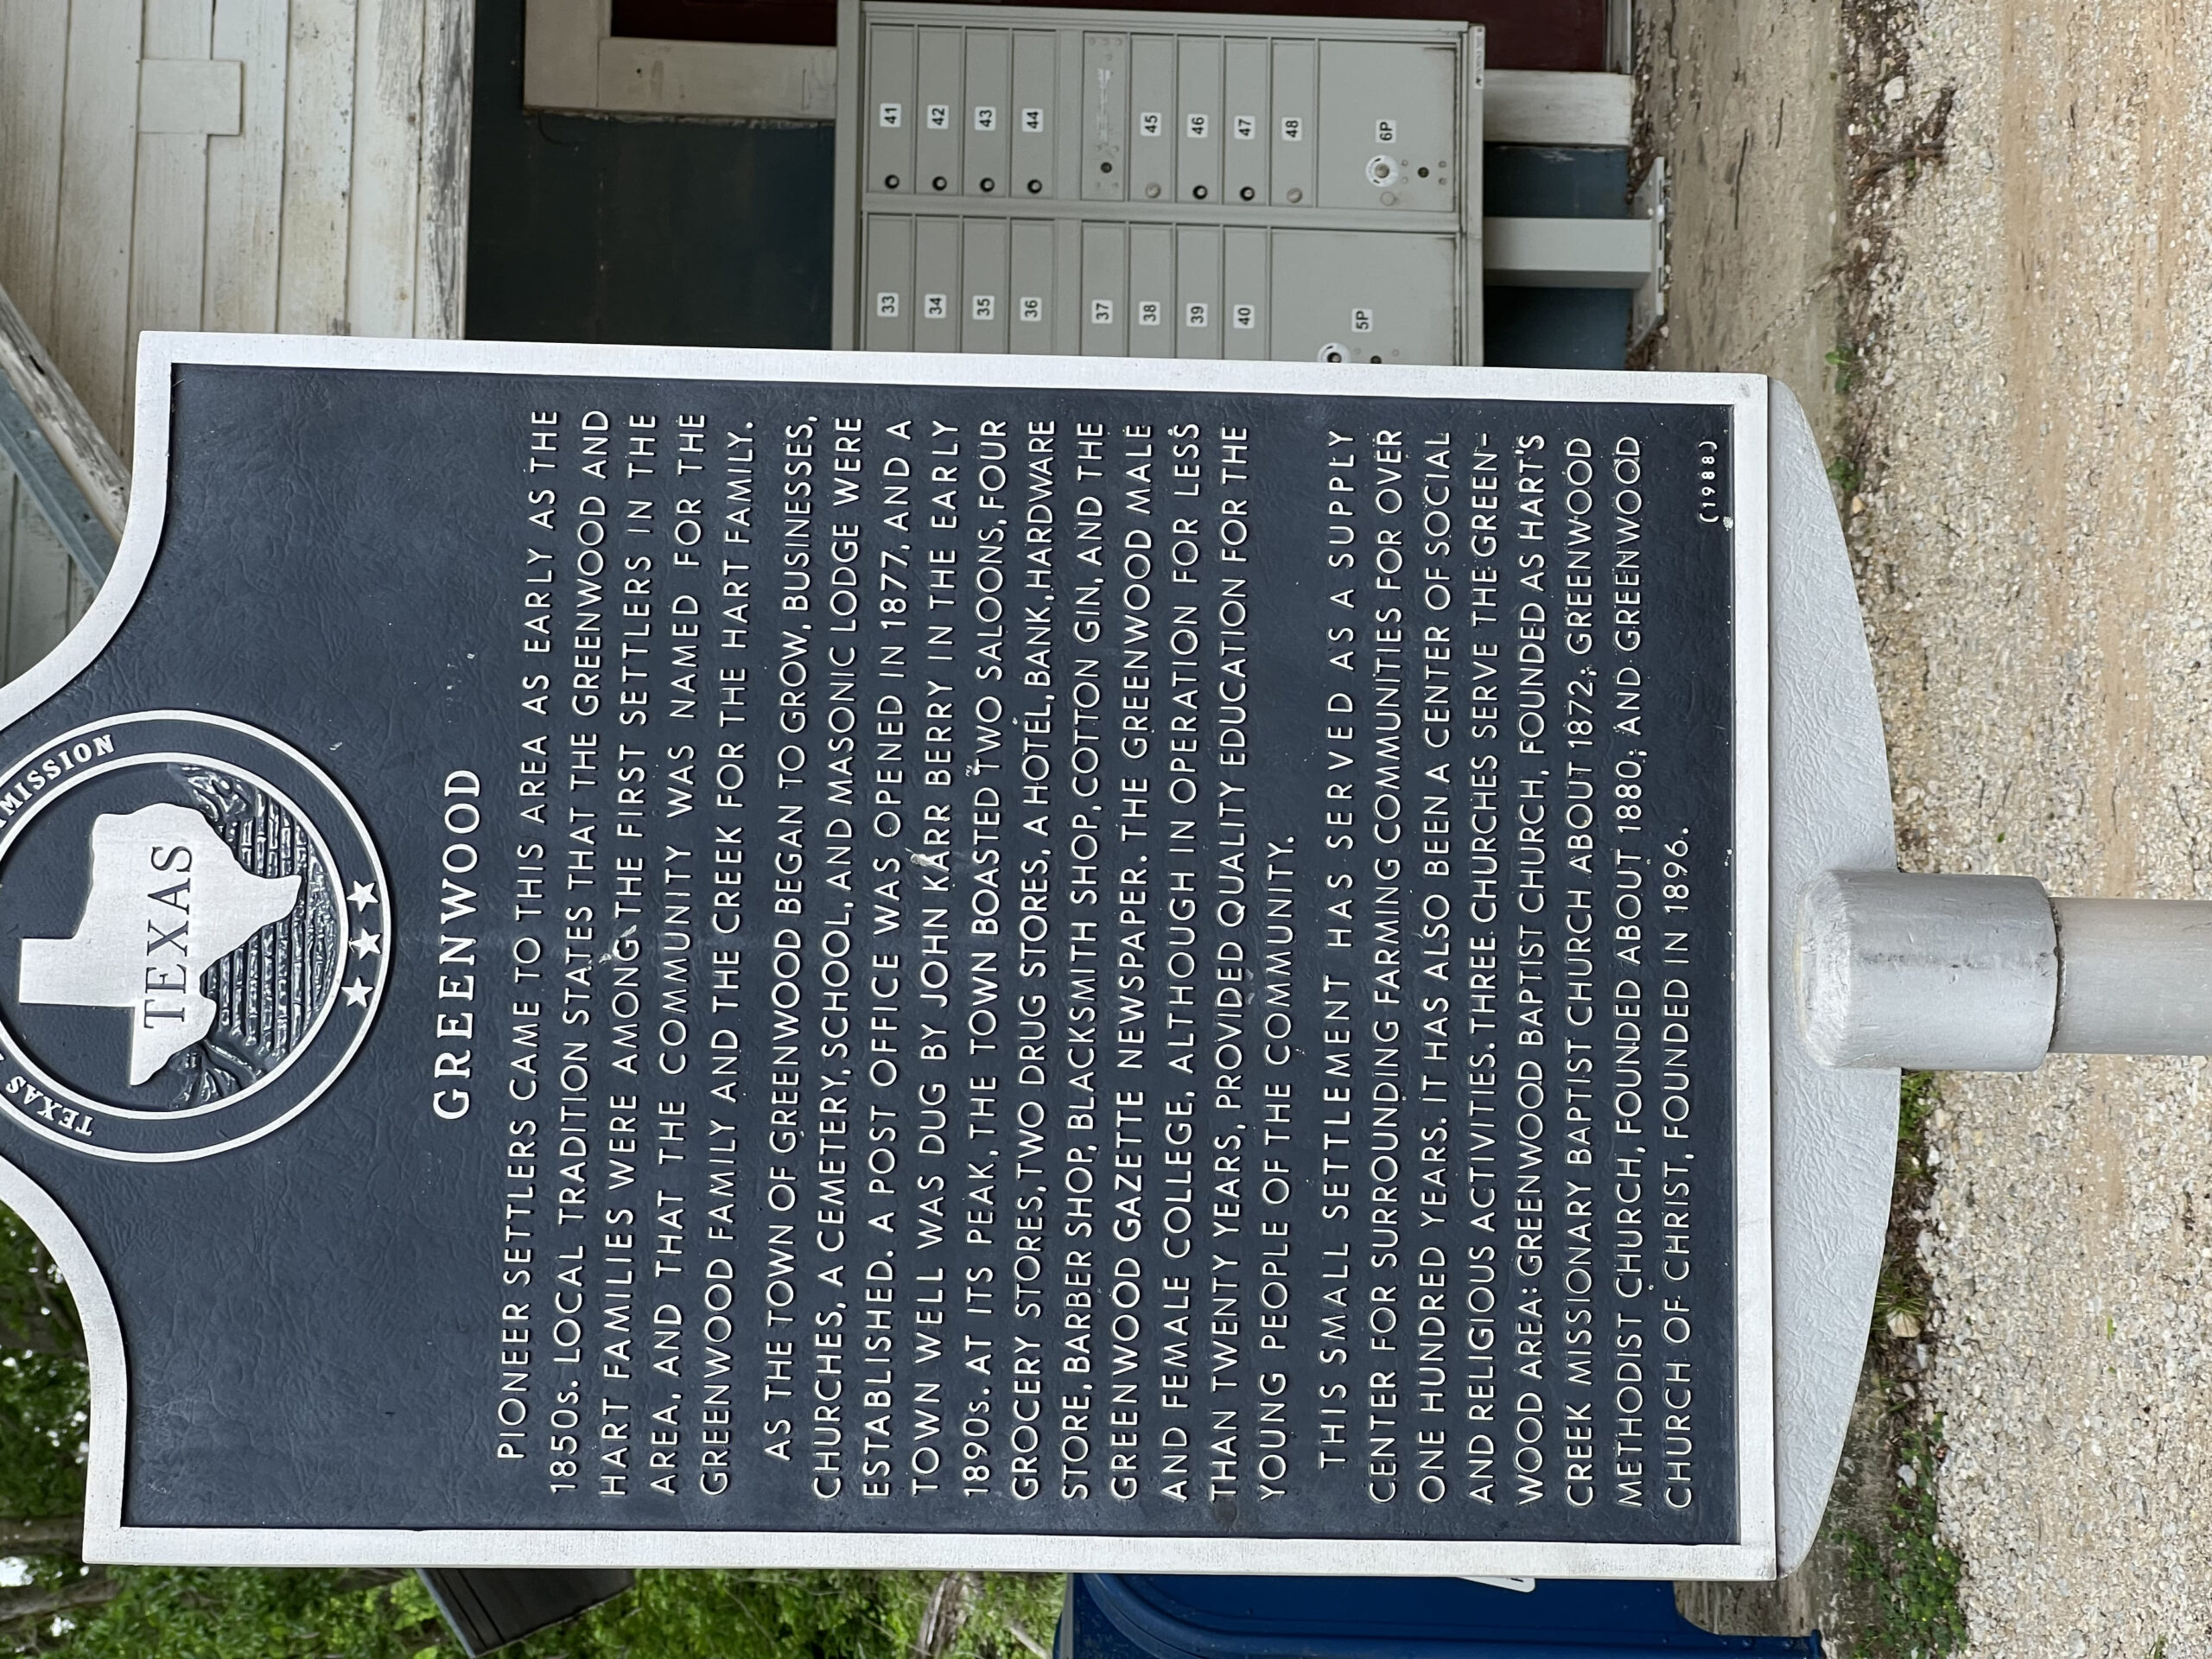 TEXAS
MISSION
TEXAS
GREENWOOD
PIONEER SETTLERS CAME TO THIS AREA AS EARLY AS THE
1850s. LOCAL TRADITION STATES THAT THE GREENWOOD AND
HART FAMILIES WERE AMONG THE FIRST SETTLERS IN THE
AREA, AND THAT THE COMMUNITY WAS NAMED FOR THE
GREENWOOD FAMILY AND THE CREEK FOR THE HART FAMILY.
AS THE TOWN OF GREENWOOD BEGAN TO GROW, BUSINESSES,
CHURCHES, A CEMETERY, SCHOOL, AND MASONIC LODGE WERE
ESTABLISHED. A POST OFFICE WAS OPENED IN 1877, AND A
TOWN WELL WAS DUG BY JOHN KARR BERRY IN THE EARLY
1890s. AT ITS PEAK, THE TOWN BOASTED TWO SALOONS, FOUR
GROCERY STORES, TWO DRUG STORES, A HOTEL, BANK, HARDWARE
STORE, BARBER SHOP, BLACKSMITH SHOP, COTTON GIN, AND THE
GREENWOOD GAZETTE NEWSPAPER. THE GREENWOOD MALE
AND FEMALE COLLEGE, ALTHOUGH IN OPERATION FOR LESS
THAN TWENTY YEARS, PROVIDED QUALITY EDUCATION FOR THE
YOUNG PEOPLE OF THE COMMUNITY.
THIS SMALL SETTLEMENT HAS SERVED AS A SUPPLY
CENTER FOR SURROUNDING FARMING COMMUNITIES FOR OVER
ONE HUNDRED YEARS. IT HAS ALSO BEEN A CENTER OF SOCIAL
AND RELIGIOUS ACTIVITIES. THREE CHURCHES SERVE THE GREEN-
WOOD AREA: GREENWOOD BAPTIST CHURCH, FOUNDED AS HART'S
CREEK MISSIONARY BAPTIST CHURCH ABOUT 1872; GREENWOOD
METHODIST CHURCH, FOUNDED ABOUT 1880; AND GREENWOOD
CHURCH OF CHRIST, FOUNDED IN 1896.
(1988)
33 41
34 42
35 43
36 44
37
38 45
39 46
40 47
48
5P 6P